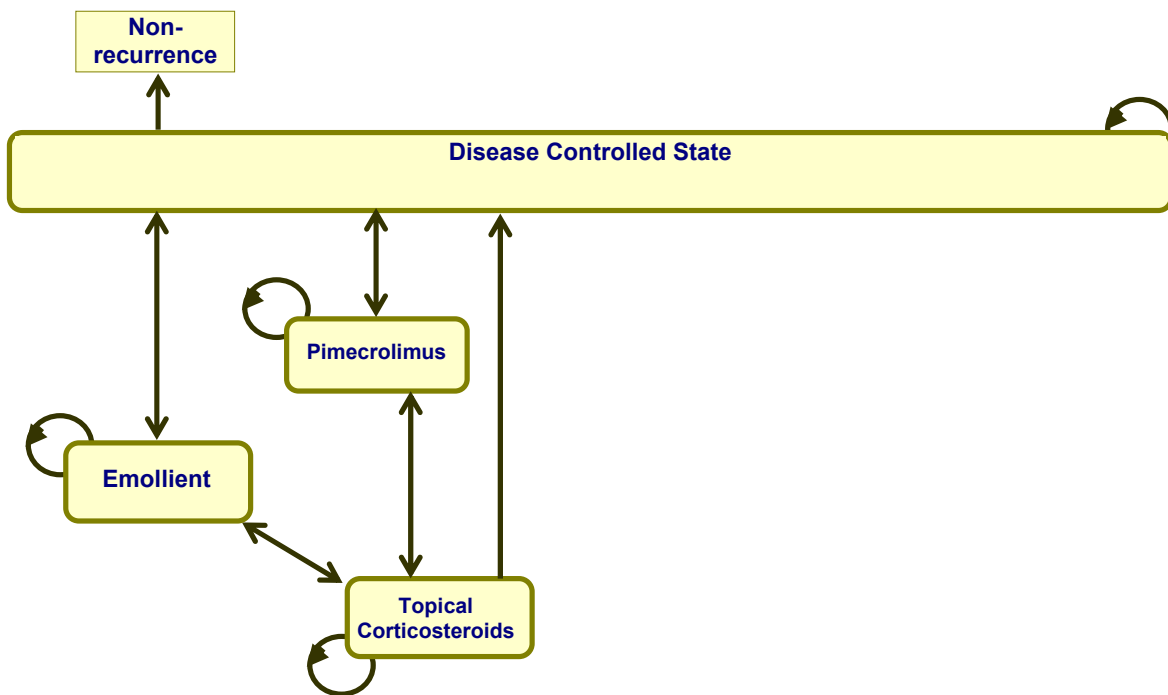 Non-
recurrence
Disease Controlled State
Pimecrolimus
Emollient
Topical
Corticosteroids